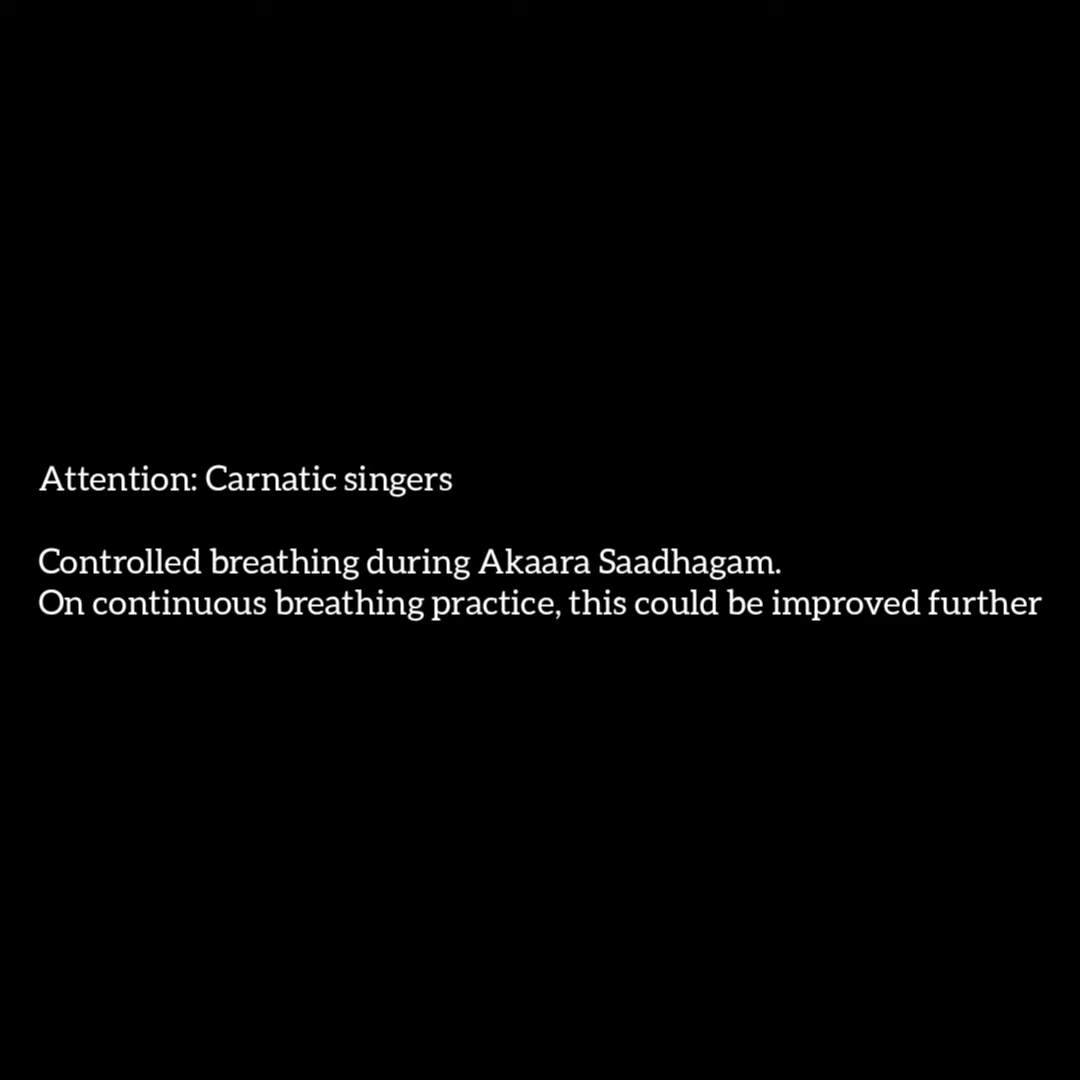 Attention: Carnatic singers
Controlled breathing during Akaara Saadhagam.
On continuous breathing practice, this could be improved further